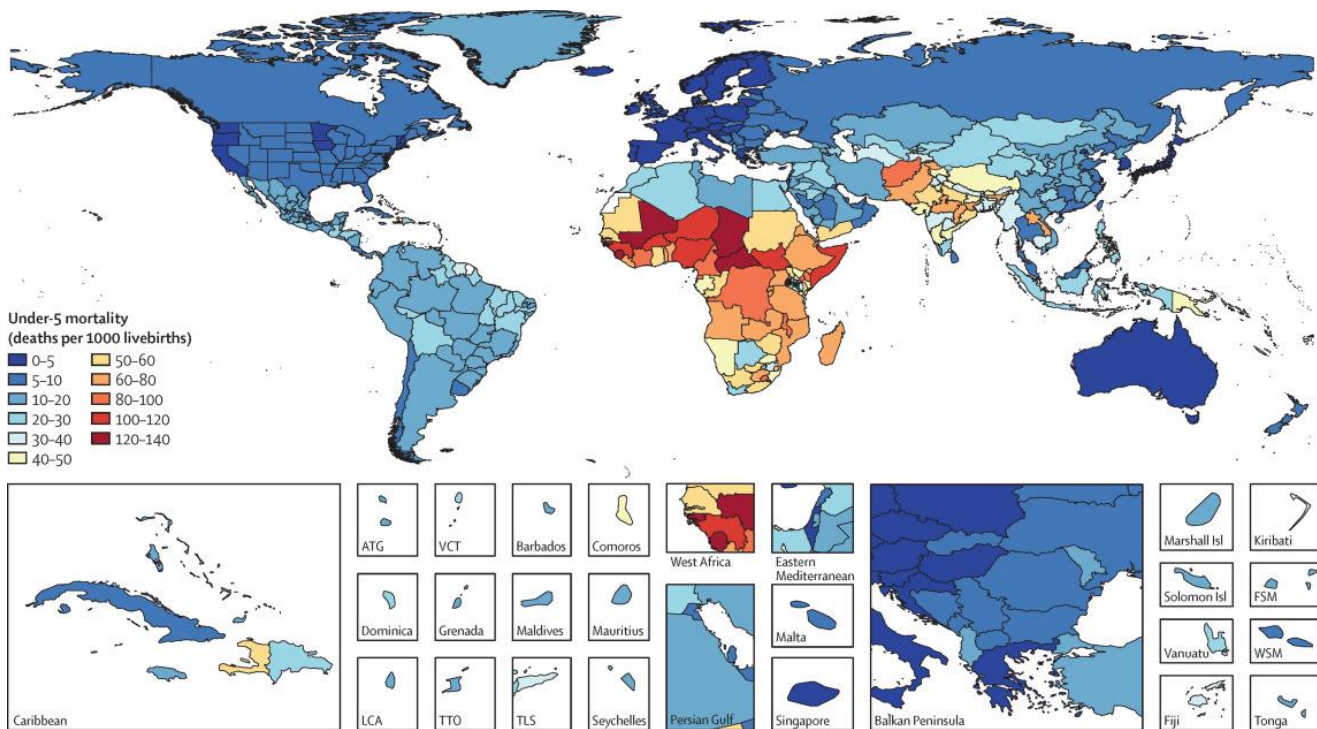 Under-5 mortality
(deaths per 1000 livebirths)
0–5
5–10
10–20
20–30
30–40
40–50
50–60
60–80
80–100
100–120
120–140
Caribbean
ATG
VCT
Barbados
Comoros
Dominica
Grenada
Maldives
Mauritius
LCA
TTO
TLS
Seychelles
West Africa
Eastern
Mediterranean
Persian Gulf
Malta
Singapore
Balkan Peninsula
Marshall Isl
Kiribati
Solomon Isl
FSM
Vanuatu
WSM
Fiji
Tonga